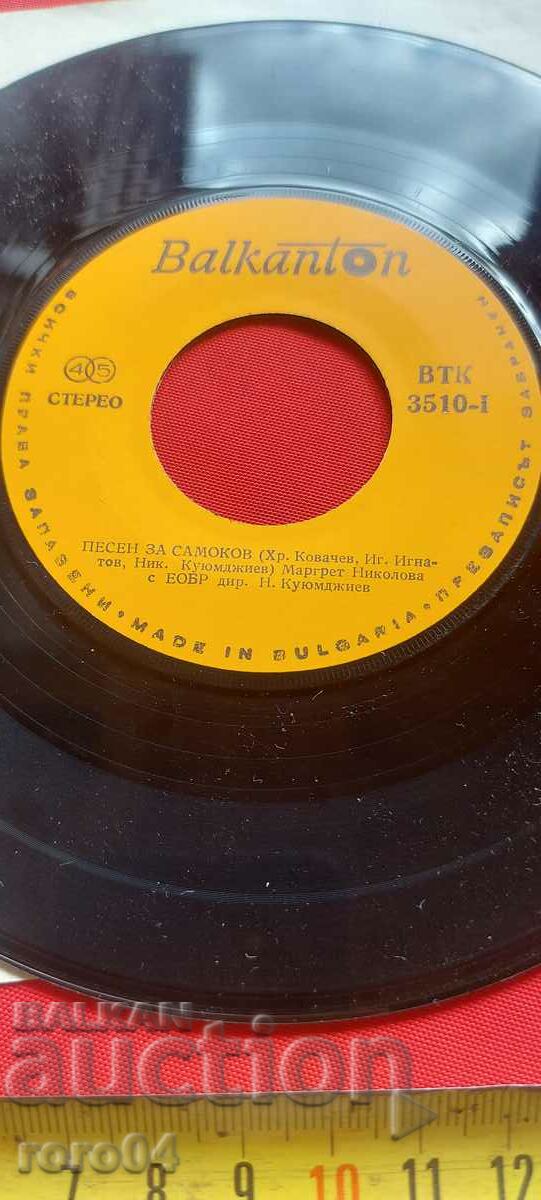 Balkanton
45
СТЕРЕО
ВТК
3510-I
ПЕСЕН ЗА САМОКОВ (Хр. Ковачев, Иг. Игна-
тов, Ник. Куюмджиев) Маргрет Николова
с ЕОБР дир. Н. Куюмджиев
ВСИЧКИ ПРАВА ЗАПАЗЕНИ · MADE IN BULGARIA · ПРЕЗАПИСЪТ ЗАБРАНЕН
BALKAN
auction
roro04
7 8 9 10 11 12